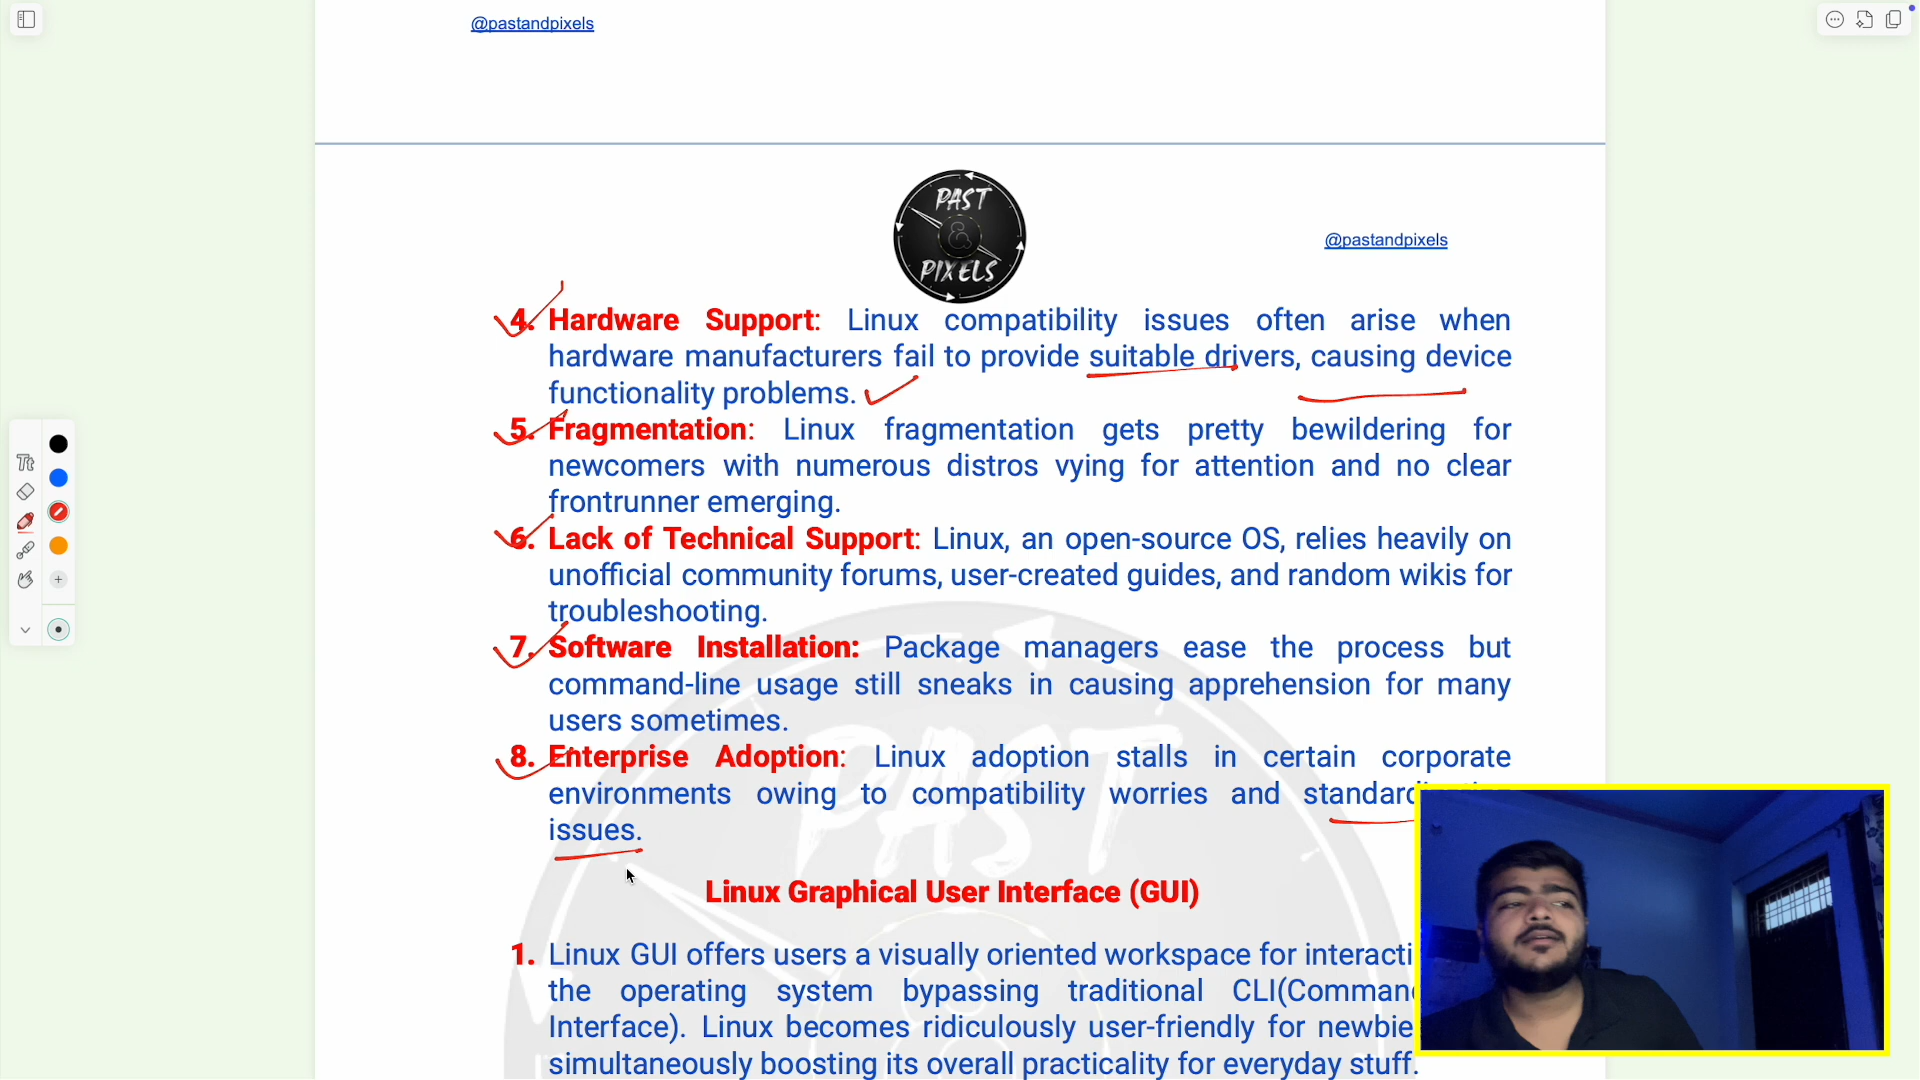 @pastandpixels
PAST
&
PIXELS
@pastandpixels
4. Hardware Support: Linux compatibility issues often arise when
hardware manufacturers fail to provide suitable drivers, causing device
functionality problems.
5. Fragmentation: Linux fragmentation gets pretty bewildering for
newcomers with numerous distros vying for attention and no clear
frontrunner emerging.
6. Lack of Technical Support: Linux, an open-source OS, relies heavily on
unofficial community forums, user-created guides, and random wikis for
troubleshooting.
7. Software Installation: Package managers ease the process but
command-line usage still sneaks in causing apprehension for many
users sometimes.
8. Enterprise Adoption: Linux adoption stalls in certain corporate
environments owing to compatibility worries and
issues.
Linux Graphical User Interface (GUI)
1. Linux GUI offers users a visually oriented workspace for
the operating system bypassing traditional
Interface). Linux becomes ridiculously user-friendly for
simultaneously boosting its overall practicality for everyday stuff.
PAST
Tt